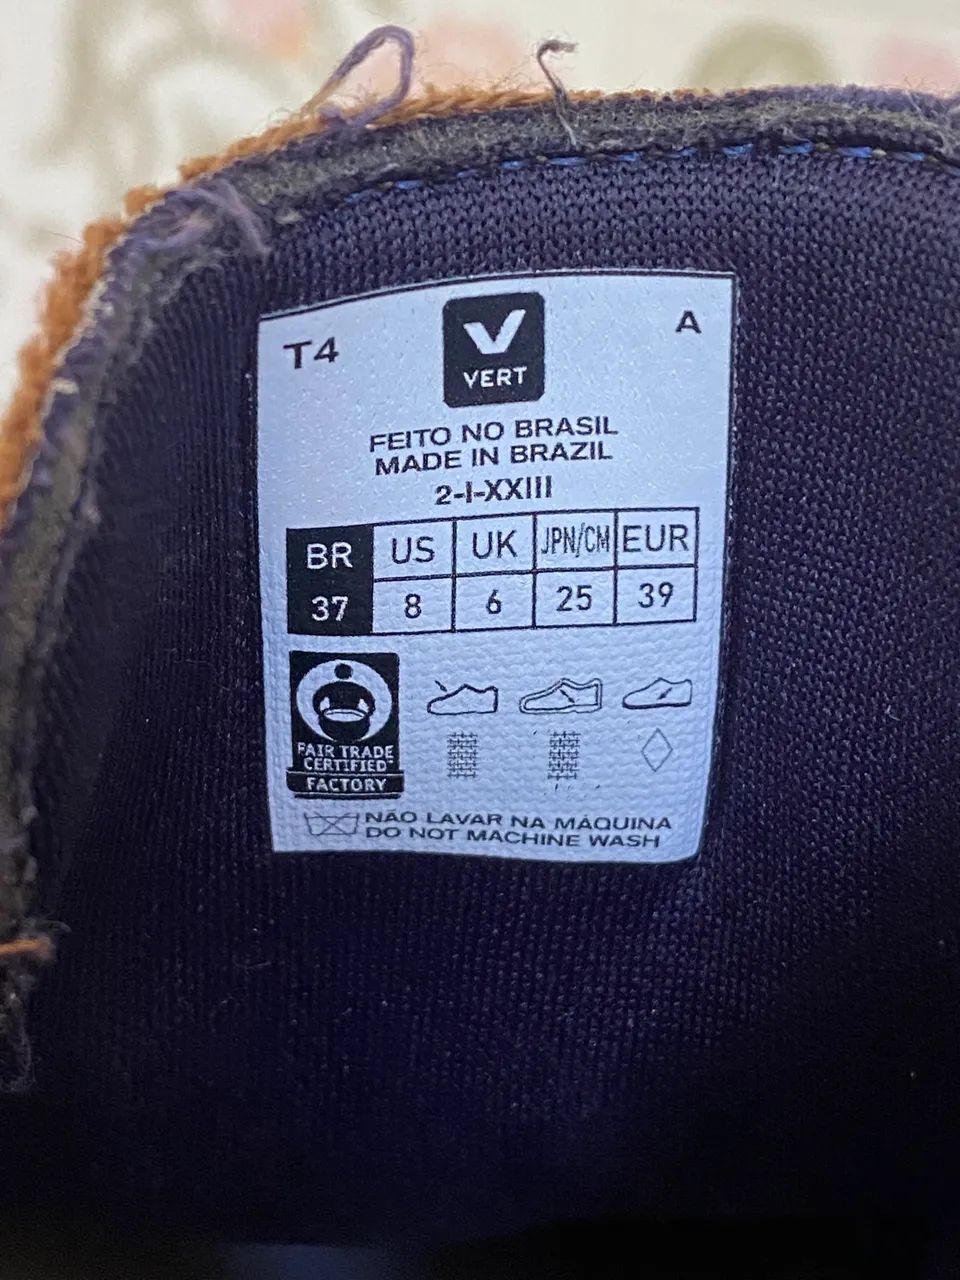 T4
V
VERT
A
FEITO NO BRASIL
MADE IN BRAZIL
2-I-XXIII
BR US UK JPN/CM EUR
37 8 6 25 39
FAIR TRADE
CERTIFIED™
FACTORY
NÃO LAVAR NA MÁQUINA
DO NOT MACHINE WASH